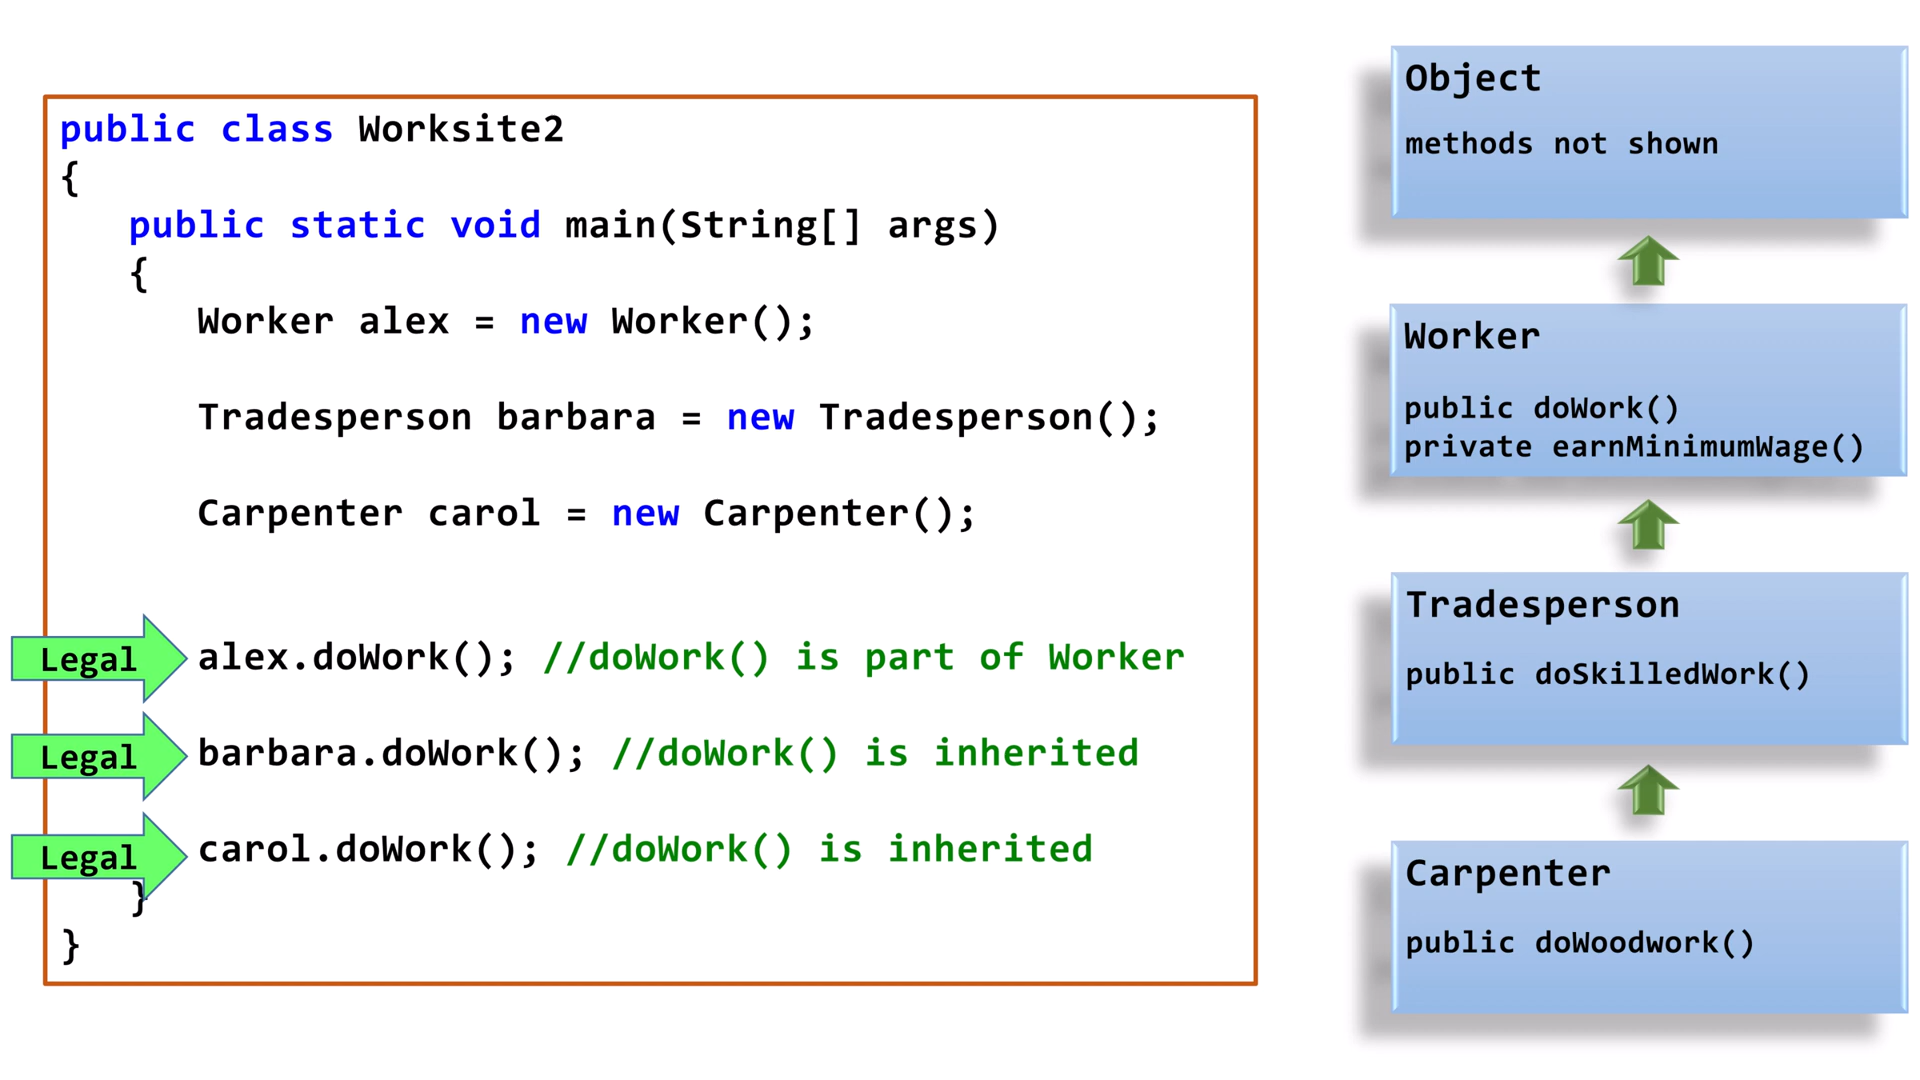 public class Worksite2
{
public static void main(String[] args)
{
Worker alex = new Worker();
Tradesperson barbara = new Tradesperson();
Carpenter carol = new Carpenter();
Legal alex.doWork(); //doWork() is part of Worker
Legal barbara.doWork(); //doWork() is inherited
Legal carol.doWork(); //doWork() is inherited
}
}
Object
methods not shown
Worker
public doWork()
private earnMinimumWage()
Tradesperson
public doSkilledWork()
Carpenter
public doWoodwork()